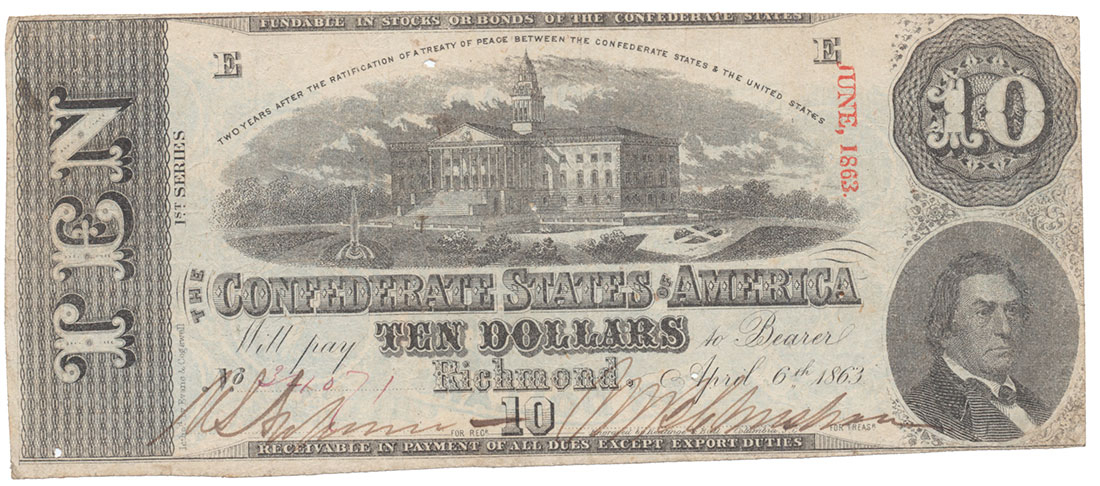 FUNDABLE IN STOCKS OR BONDS OF THE CONFEDERATE STATES
TWO YEARS AFTER THE RATIFICATION OF A TREATY OF PEACE BETWEEN THE CONFEDERATE STATES & THE UNITED STATES
E
E
10
TEN
1ST SERIES
JUNE, 1863.
THE CONFEDERATE STATES OF AMERICA
Will pay TEN DOLLARS to Bearer
No
Richmond, April 6th 1863
10
FOR REGR
FOR TREASR
Evans & Cogswell
RECEIVABLE IN PAYMENT OF ALL DUES EXCEPT EXPORT DUTIES